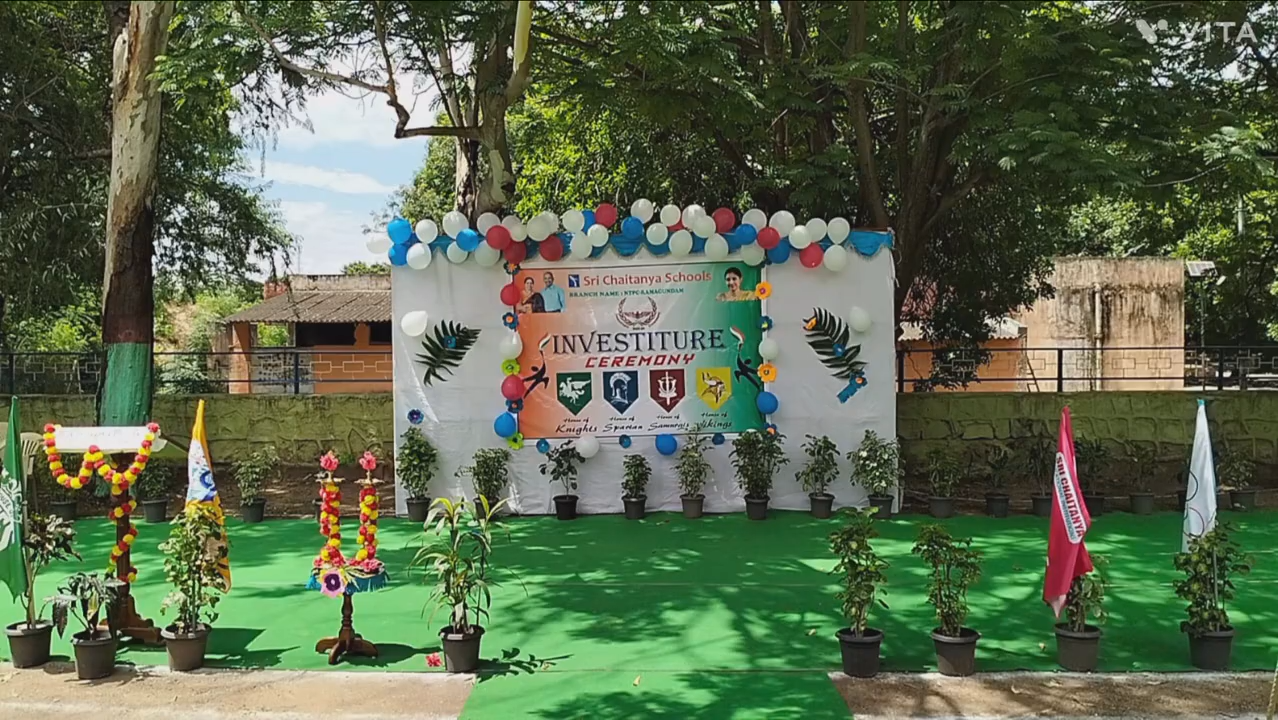 VITA
Sri Chaitanya Schools
BRANCH NAME : NTPC-RAMAGUNDAM
INVESTITURE
CEREMONY
House of Knights
House of Spartan
House of Samurais
House of Vikings
SRI CHAITANYA